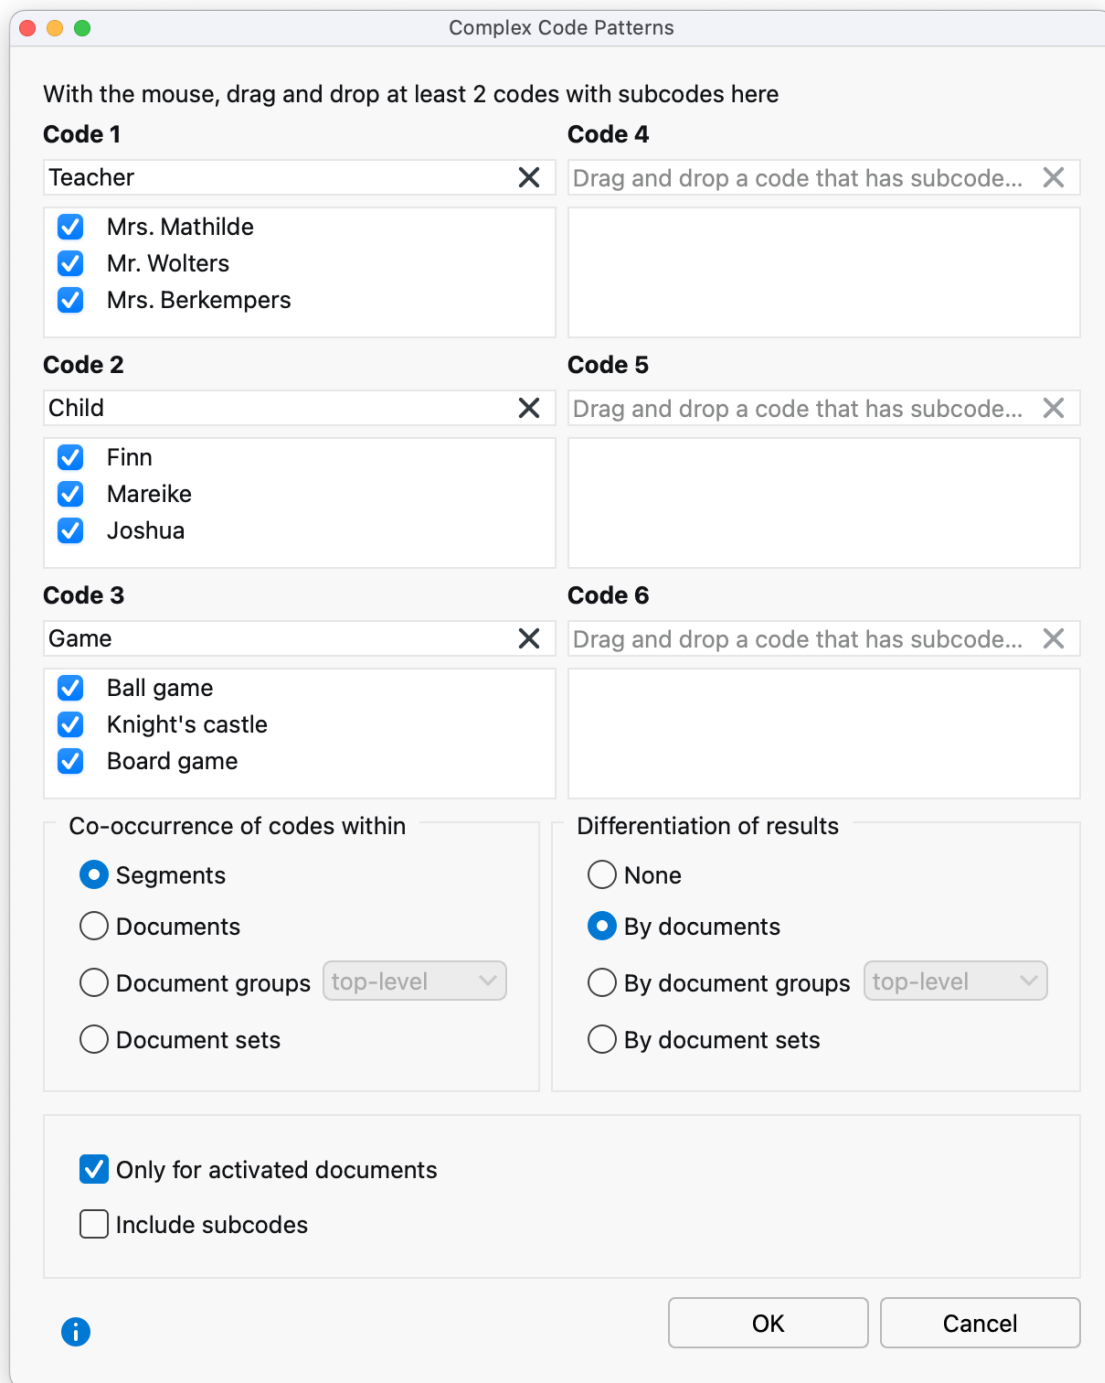 Complex Code Patterns
With the mouse, drag and drop at least 2 codes with subcodes here
Code 1
Teacher
Mrs. Mathilde
Mr. Wolters
Mrs. Berkempers
Code 4
Drag and drop a code that has subcode...
Code 2
Child
Finn
Mareike
Joshua
Code 5
Drag and drop a code that has subcode...
Code 3
Game
Ball game
Knight's castle
Board game
Code 6
Drag and drop a code that has subcode...
Co-occurrence of codes within
Segments
Documents
Document groups top-level
Document sets
Differentiation of results
None
By documents
By document groups top-level
By document sets
Only for activated documents
Include subcodes
OK
Cancel